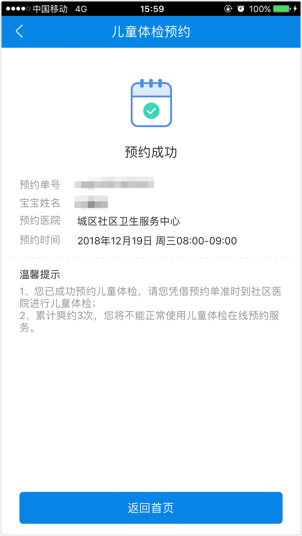 中国移动 4G 15:59 100%
儿童体检预约
预约成功
预约单号
宝宝姓名
预约医院 城区社区卫生服务中心
预约时间 2018年12月19日 周三08:00-09:00
温馨提示
1、您已成功预约儿童体检，请您凭借预约单准时到社区医
院进行儿童体检；
2、累计爽约3次，您将不能正常使用儿童体检在线预约服
务。
返回首页